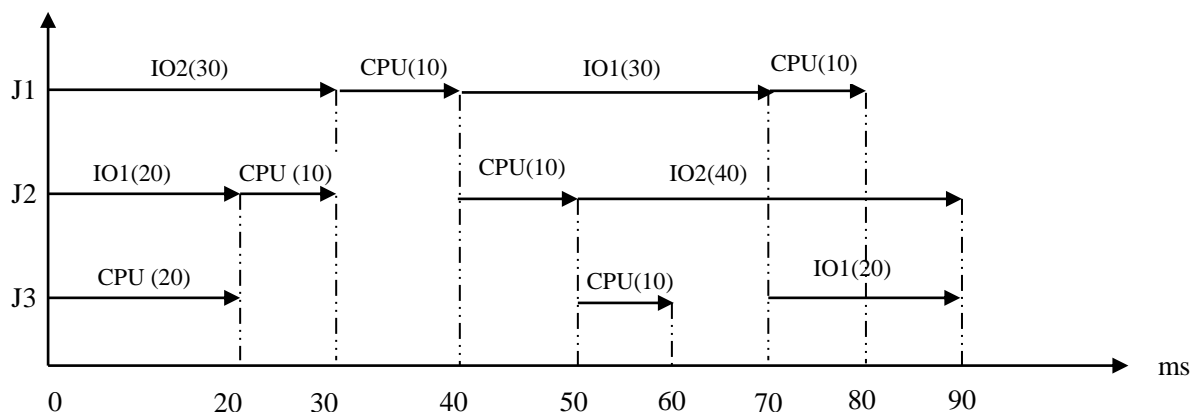 IO2(30) CPU(10) IO1(30) CPU(10)
J1
IO1(20) CPU (10) CPU(10) IO2(40)
J2
CPU (20) CPU(10) IO1(20)
J3
ms
0 20 30 40 50 60 70 80 90